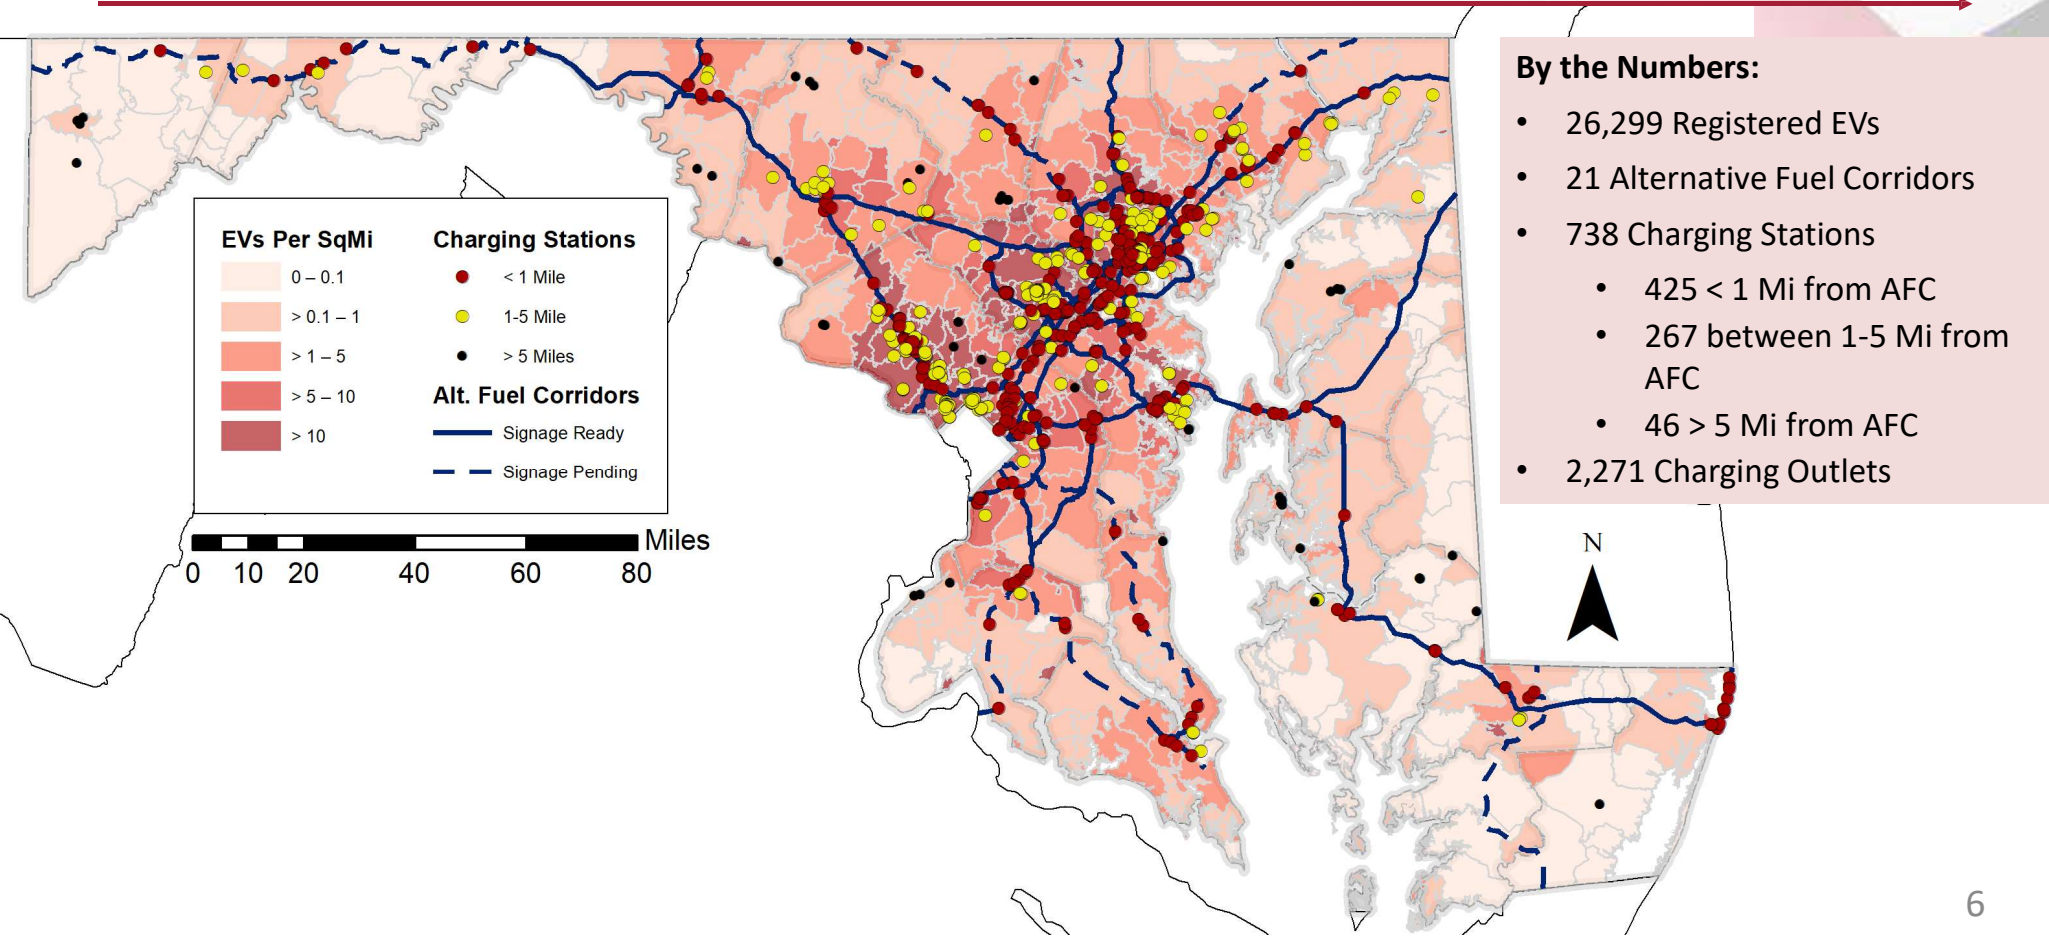 By the Numbers:
• 26,299 Registered EVs
• 21 Alternative Fuel Corridors
• 738 Charging Stations
• 425 < 1 Mi from AFC
• 267 between 1-5 Mi from
AFC
• 46 > 5 Mi from AFC
• 2,271 Charging Outlets
EVs Per SqMi
0 – 0.1
> 0.1 – 1
> 1 – 5
> 5 – 10
> 10
Charging Stations
< 1 Mile
1-5 Mile
> 5 Miles
Alt. Fuel Corridors
Signage Ready
Signage Pending
Miles
0 10 20 40 60 80
N
6